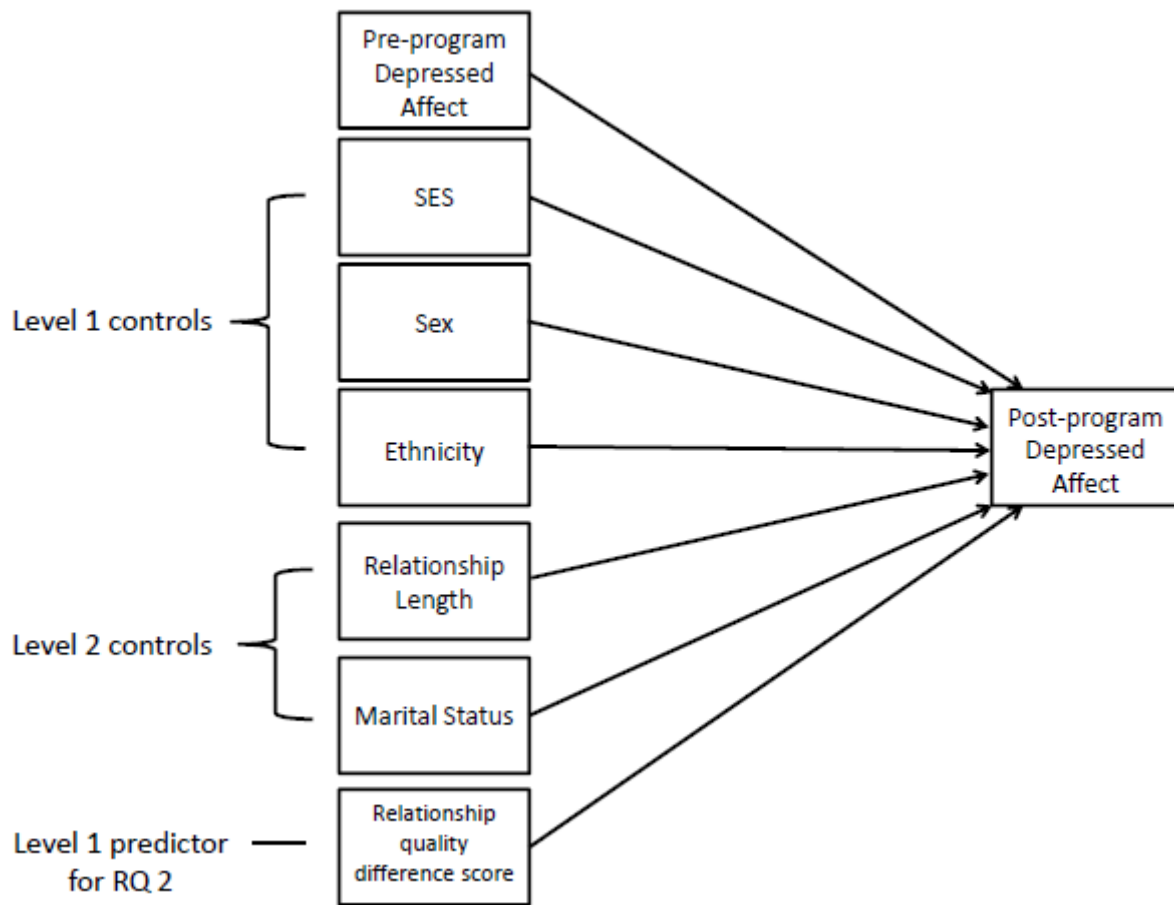 Pre-program
Depressed
Affect
SES
Level 1 controls
Sex
Ethnicity
Post-program
Depressed
Affect
Relationship
Length
Level 2 controls
Marital Status
Level 1 predictor
for RQ 2
Relationship
quality
difference score